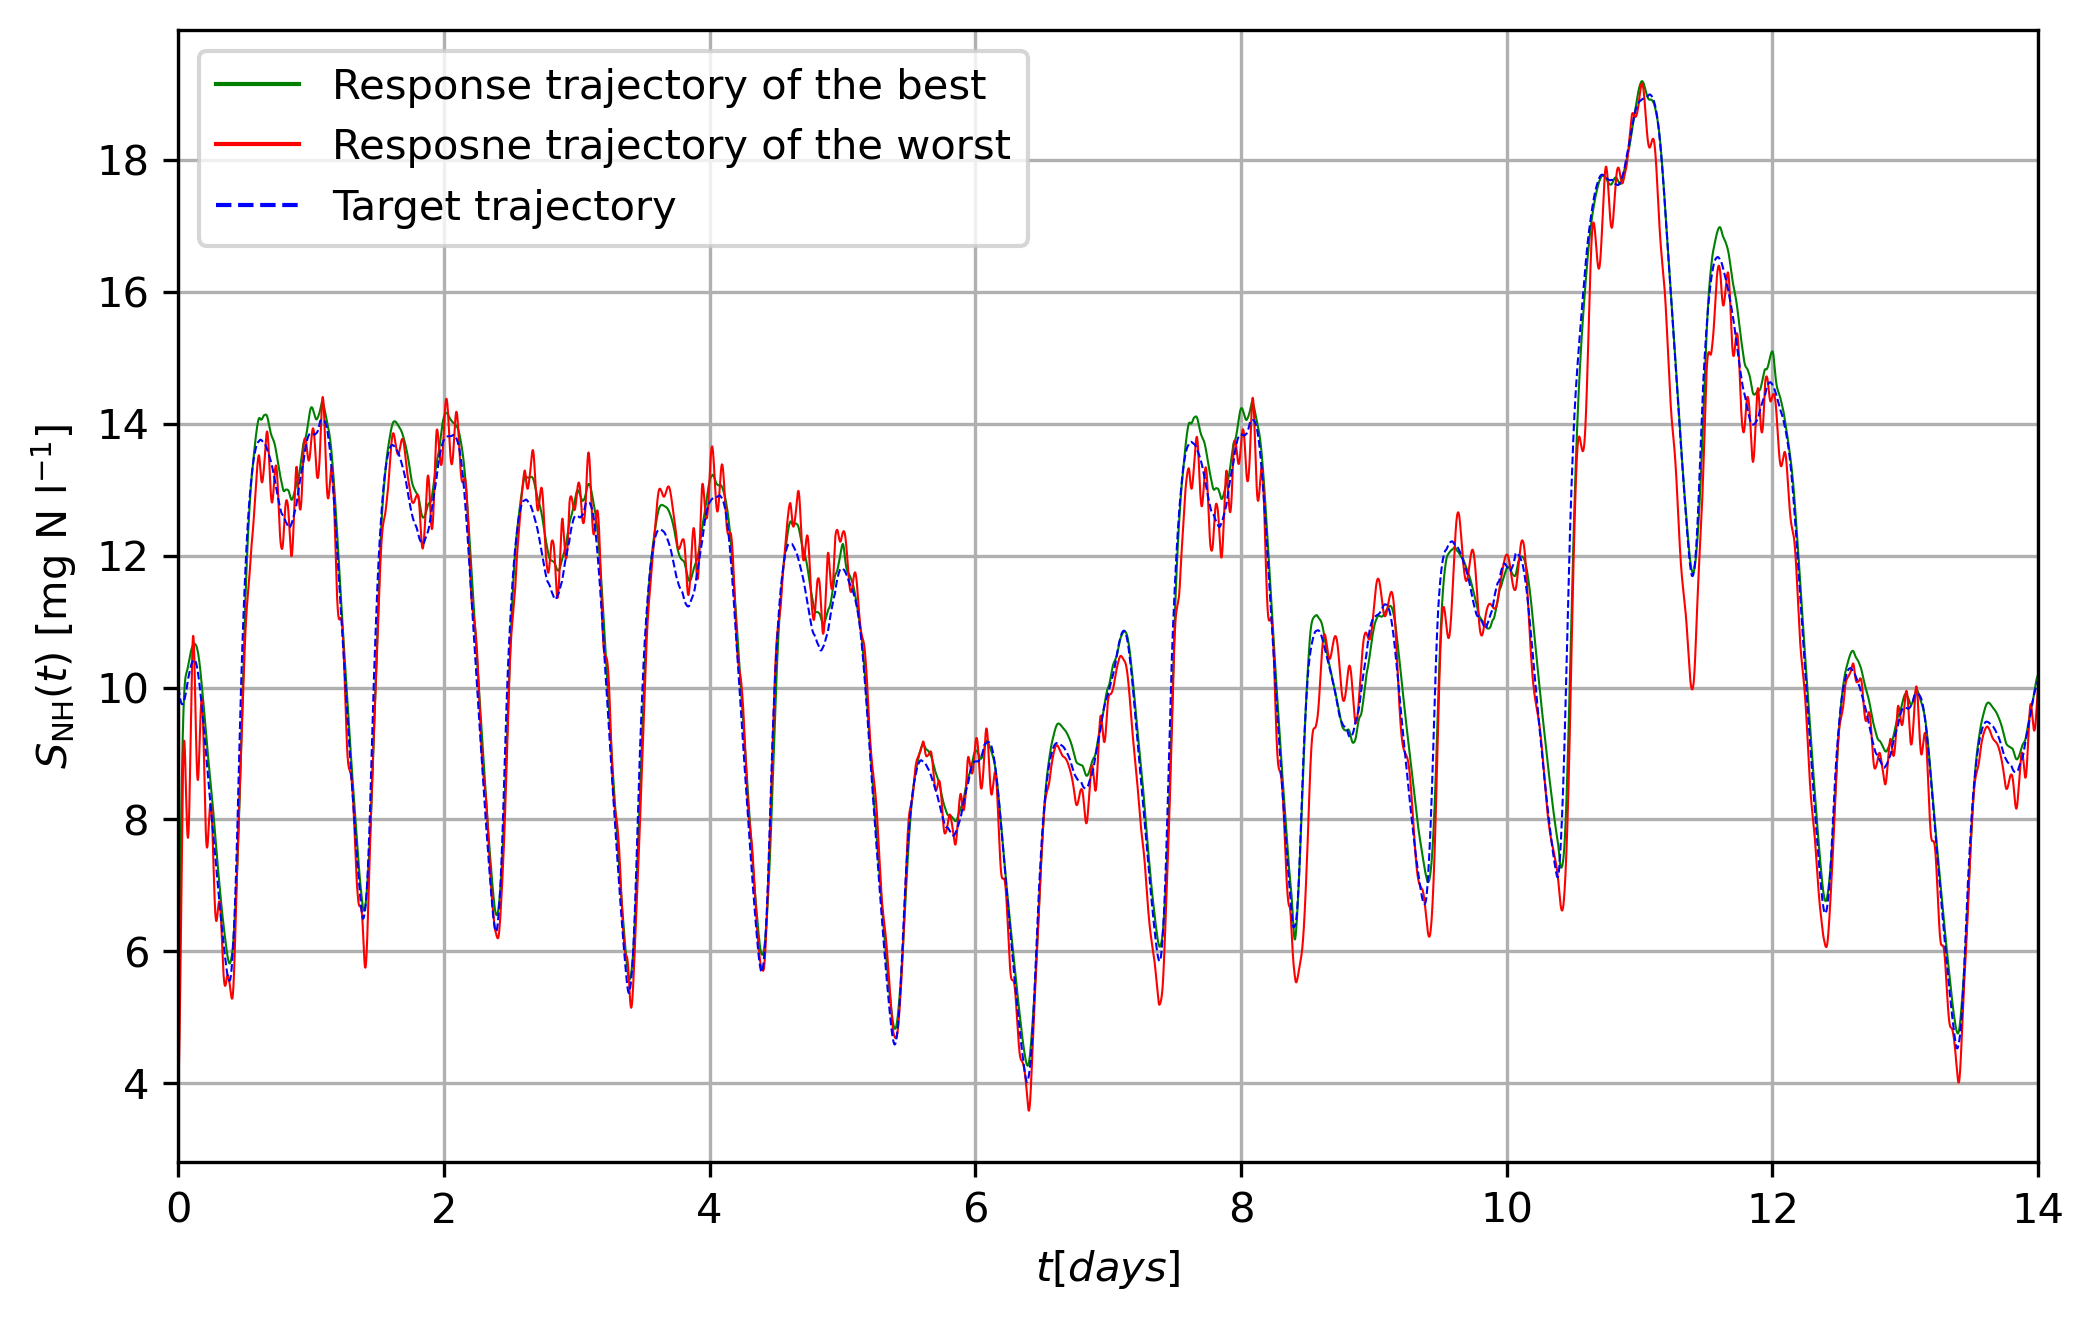 Response trajectory of the best
Resposne trajectory of the worst
Target trajectory
S_NH(t) [mg N l⁻¹]
18
16
14
12
10
8
6
4
0 2 4 6 8 10 12 14
t[days]